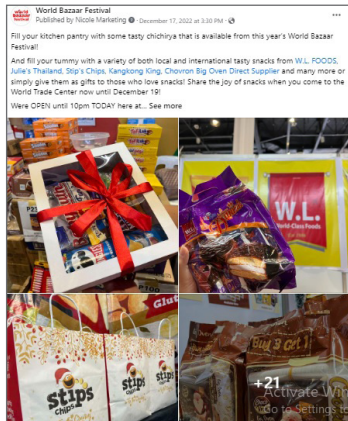 World Bazaar Festival
Published by Nicole Marketing · December 17, 2022 at 3:30 PM ·
Fill your kitchen pantry with some tasty chichirya that is available from this year's World Bazaar
Festival!
And fill your tummy with a variety of both local and international tasty snacks from W.L. FOODS,
Julie's Thailand, Stip's Chips, Kangkong King, Chovron Big Oven Direct Supplier and many more or
simply give them as gifts to those who love snacks! Share the joy of snacks when you come to the
World Trade Center now until December 19!
Were OPEN until 10pm TODAY here at... See more
W.L.
World-Class Foods
stips
chips
stips
chips
Buy 3 Get 1
+21
Activate Win
Go to Settings to